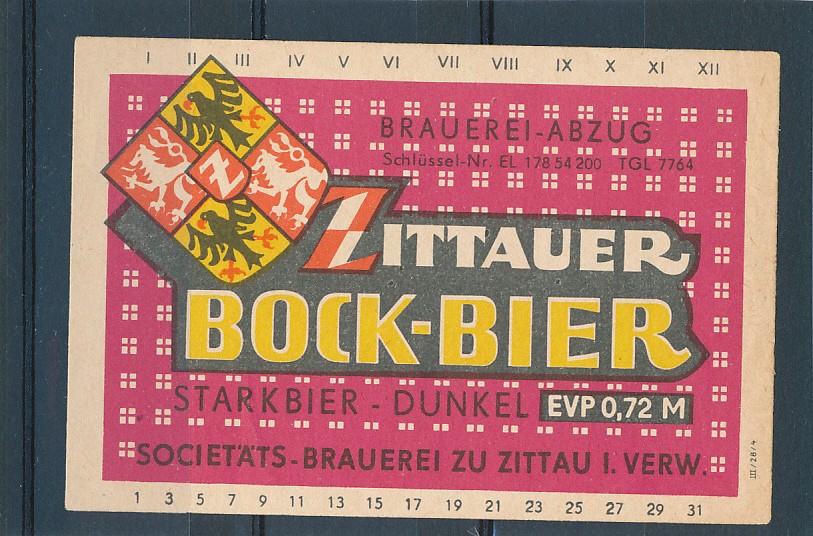 I II III IV V VI VII VIII IX X XI XII
BRAUEREI-ABZUG
Schlüssel-Nr. EL 178 54 200 TGL 7764
Z
ZITTAUER
BOCK-BIER
STARKBIER - DUNKEL EVP 0,72 M
SOCIETÄTS-BRAUEREI ZU ZITTAU I. VERW.
III/28/4
1 3 5 7 9 11 13 15 17 19 21 23 25 27 29 31